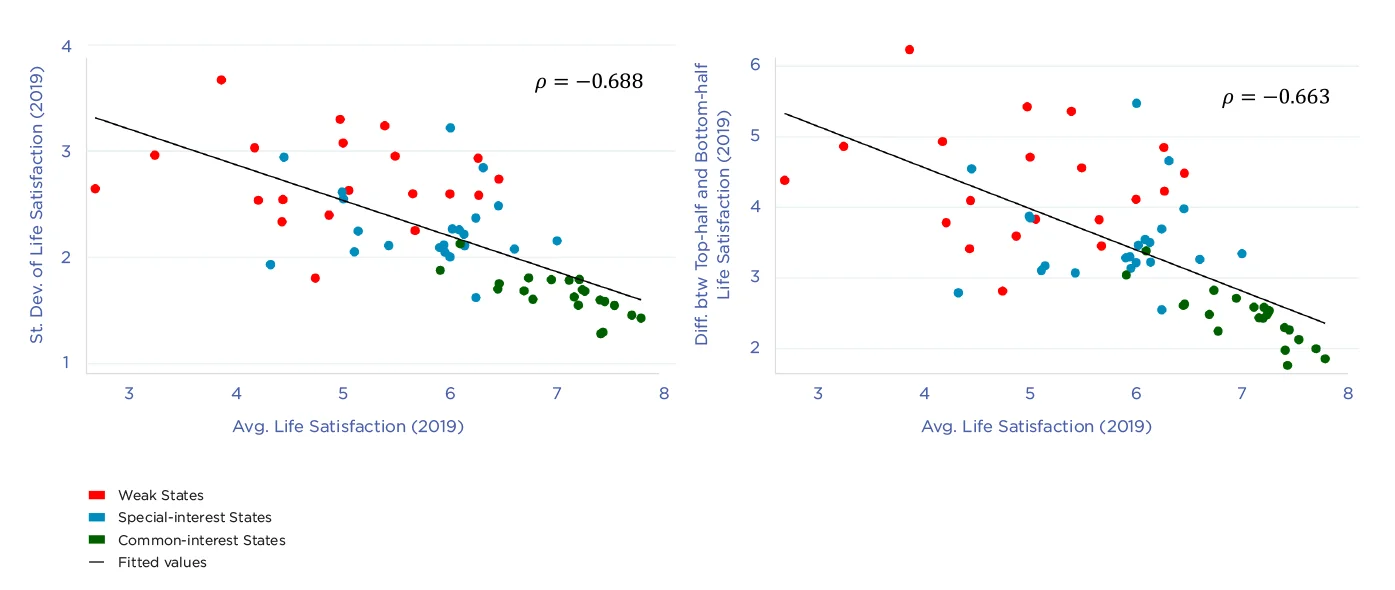 St. Dev. of Life Satisfaction (2019)
4
3
2
1
ρ = −0.688
3 4 5 6 7 8
Avg. Life Satisfaction (2019)
Diff. btw Top-half and Bottom-half
Life Satisfaction (2019)
6
5
4
3
2
ρ = −0.663
3 4 5 6 7 8
Avg. Life Satisfaction (2019)
Weak States
Special-interest States
Common-interest States
Fitted values